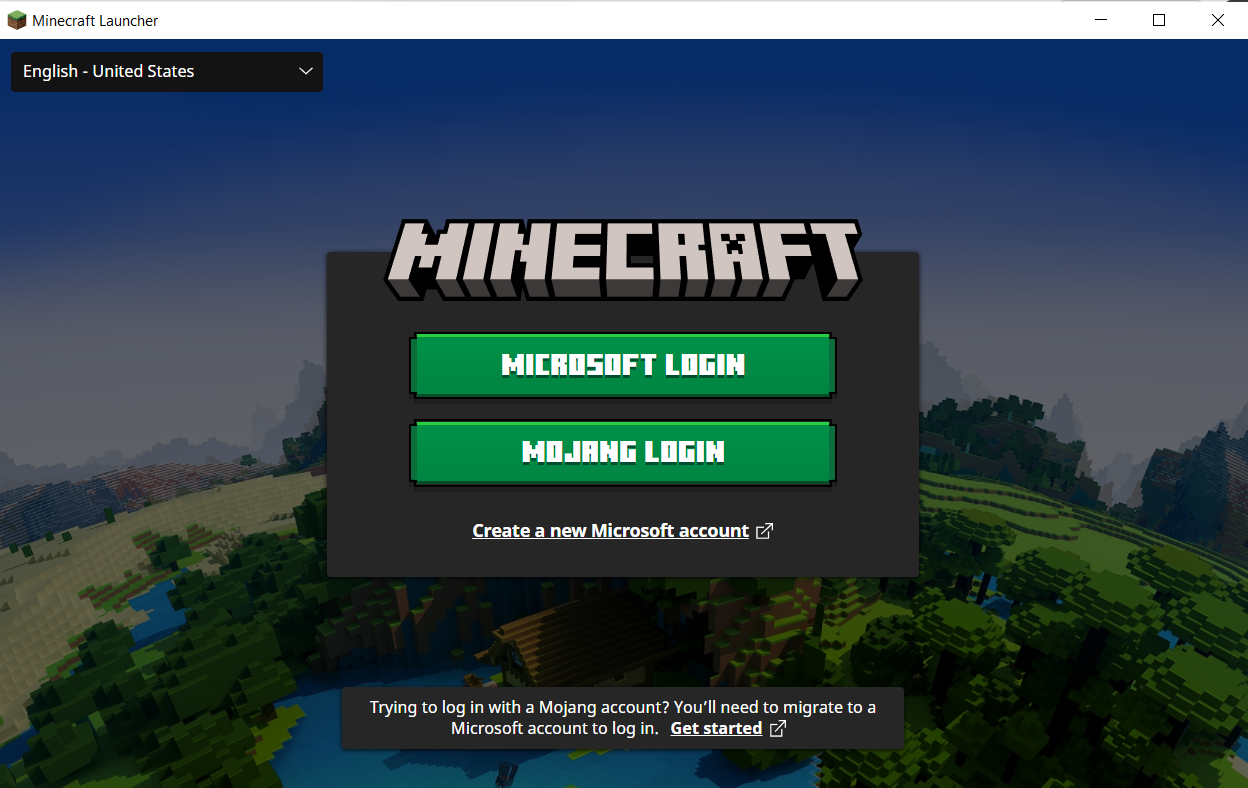 Minecraft Launcher
English - United States
MINECRAFT
MICROSOFT LOGIN
MOJANG LOGIN
Create a new Microsoft account
Trying to log in with a Mojang account? You’ll need to migrate to a
Microsoft account to log in. Get started